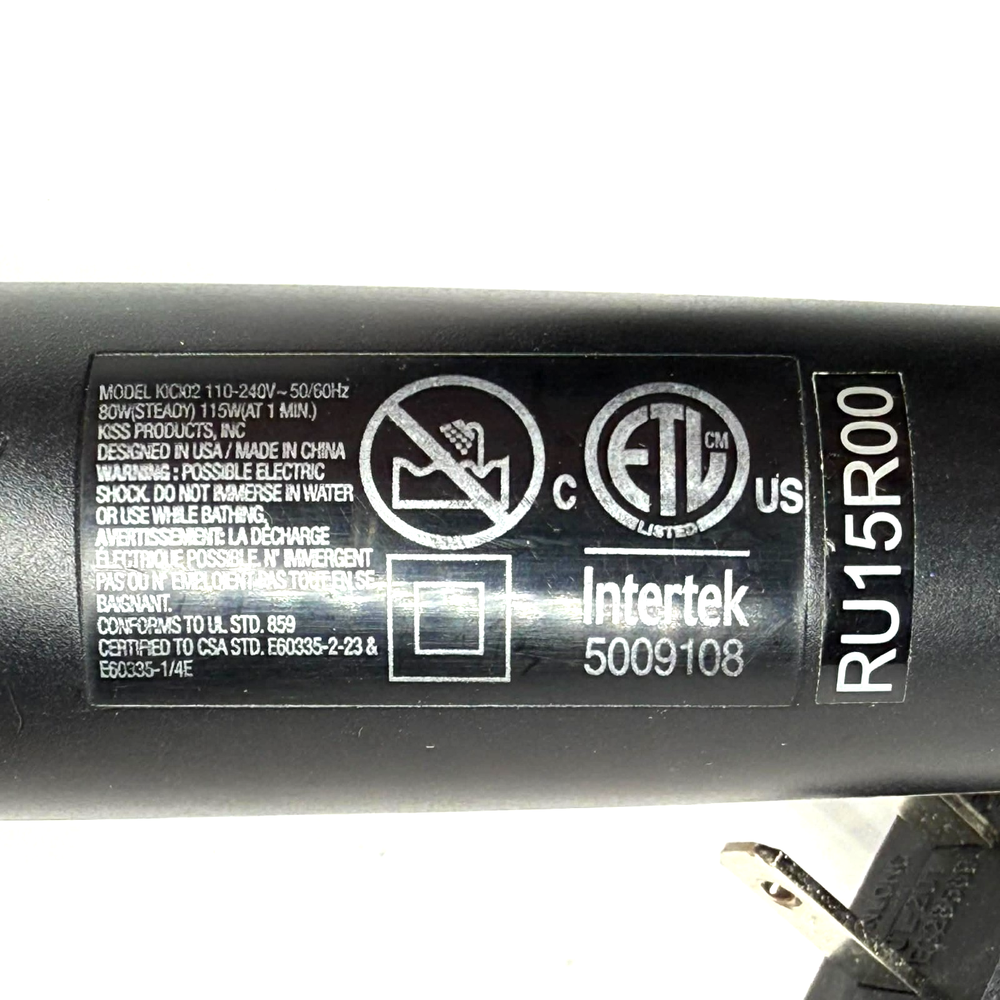 MODEL KICI02 110-240V~50/60Hz
80W(STEADY) 115W(AT 1 MIN.)
KISS PRODUCTS, INC
DESIGNED IN USA / MADE IN CHINA
WARNING : POSSIBLE ELECTRIC
SHOCK. DO NOT IMMERSE IN WATER
OR USE WHILE BATHING,
AVERTISSEMENT: LA DÉCHARGE
ÉLECTRIQUE POSSIBLE. N' IMMERGENT
PAS OU N' EMPLOIENT PAS TOUT EN SE
BAIGNANT.
CONFORMS TO UL STD. 859
CERTIFIED TO CSA STD. E60335-2-23 &
E60335-1/4E
C ETL CM US
LISTED
Intertek
5009108
RU15R00